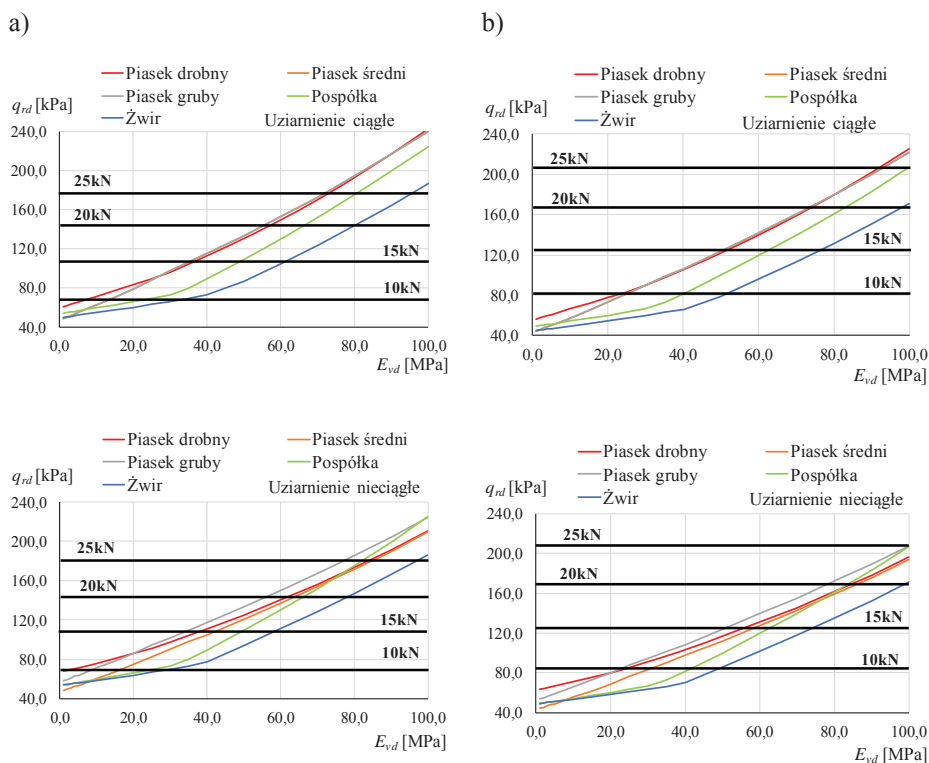 a)
Piasek drobny Piasek średni
Piasek gruby Pospółka
Żwir Uziarnienie ciągłe
q_rd [kPa]
240,0
200,0
160,0
120,0
80,0
40,0
25kN
20kN
15kN
10kN
0,0 20,0 40,0 60,0 80,0 100,0
E_vd [MPa]
b)
Piasek drobny Piasek średni
Piasek gruby Pospółka
Żwir Uziarnienie ciągłe
q_rd [kPa]
240,0
200,0
160,0
120,0
80,0
40,0
25kN
20kN
15kN
10kN
0,0 20,0 40,0 60,0 80,0 100,0
E_vd [MPa]
Piasek drobny Piasek średni
Piasek gruby Pospółka
Żwir Uziarnienie nieciągłe
q_rd [kPa]
240,0
200,0
160,0
120,0
80,0
40,0
25kN
20kN
15kN
10kN
0,0 20,0 40,0 60,0 80,0 100,0
E_vd [MPa]
Piasek drobny Piasek średni
Piasek gruby Pospółka
Żwir Uziarnienie nieciągłe
q_rd [kPa]
240,0
200,0
160,0
120,0
80,0
40,0
25kN
20kN
15kN
10kN
0,0 20,0 40,0 60,0 80,0 100,0
E_vd [MPa]